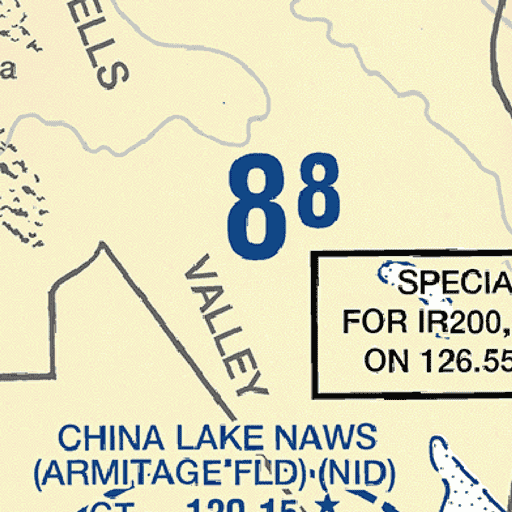 ELLS
a
8⁸
VALLEY
SPECIA
FOR IR200,
ON 126.55
CHINA LAKE NAWS
(ARMITAGE FLD) (NID)